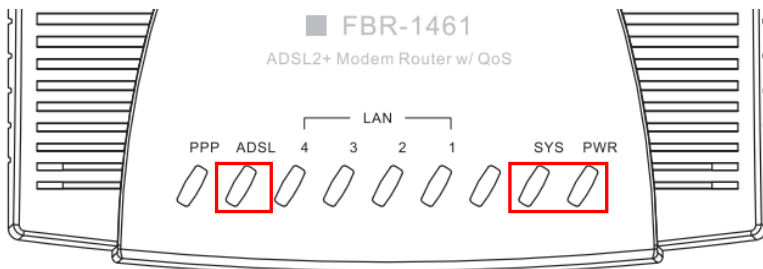 FBR-1461
ADSL2+ Modem Router w/ QoS
LAN
PPP ADSL 4 3 2 1 SYS PWR